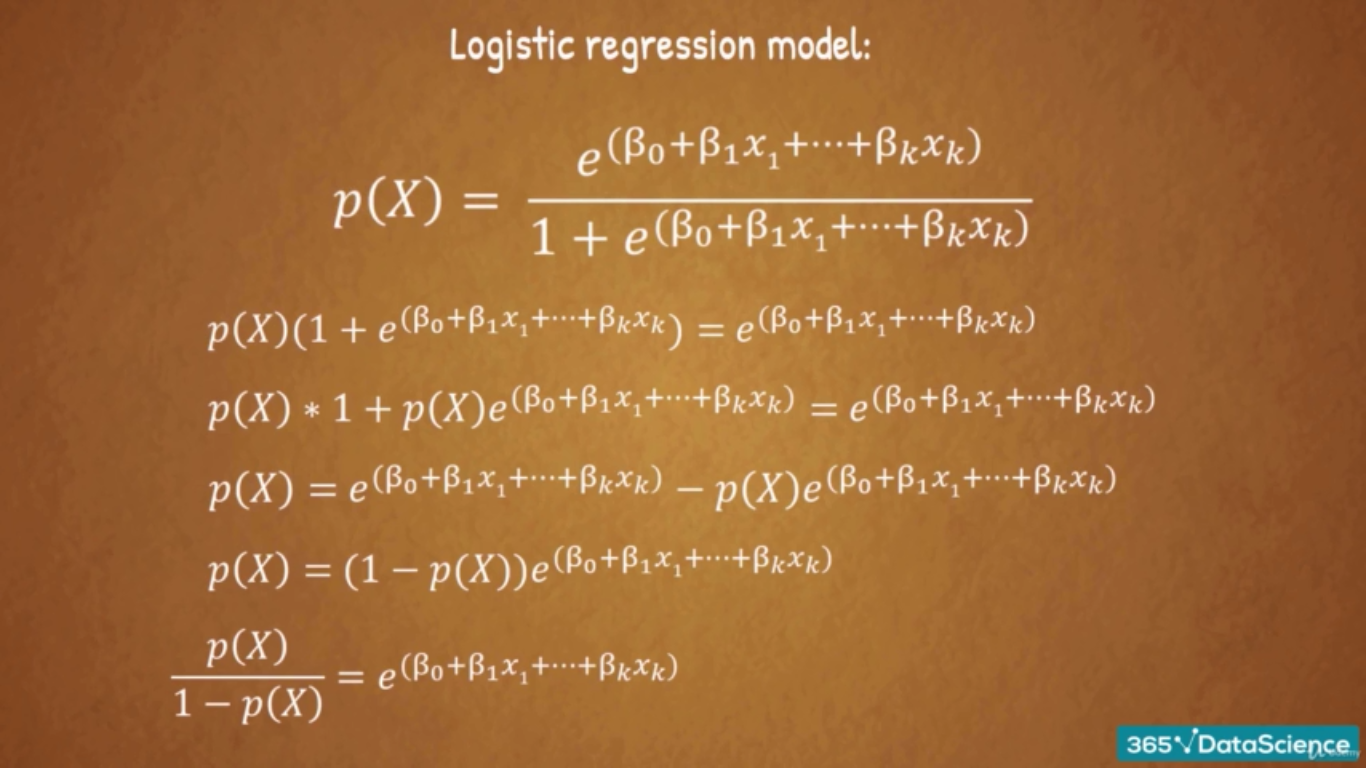 Logistic regression model:
p(X) = e^(β₀+β₁x₁+⋯+βₖxₖ) / 1 + e^(β₀+β₁x₁+⋯+βₖxₖ)
p(X)(1 + e^(β₀+β₁x₁+⋯+βₖxₖ) = e^(β₀+β₁x₁+⋯+βₖxₖ)
p(X) * 1 + p(X)e^(β₀+β₁x₁+⋯+βₖxₖ) = e^(β₀+β₁x₁+⋯+βₖxₖ)
p(X) = e^(β₀+β₁x₁+⋯+βₖxₖ) − p(X)e^(β₀+β₁x₁+⋯+βₖxₖ)
p(X) = (1 − p(X))e^(β₀+β₁x₁+⋯+βₖxₖ)
p(X) / 1 − p(X) = e^(β₀+β₁x₁+⋯+βₖxₖ)
365√DataScience
Udemy